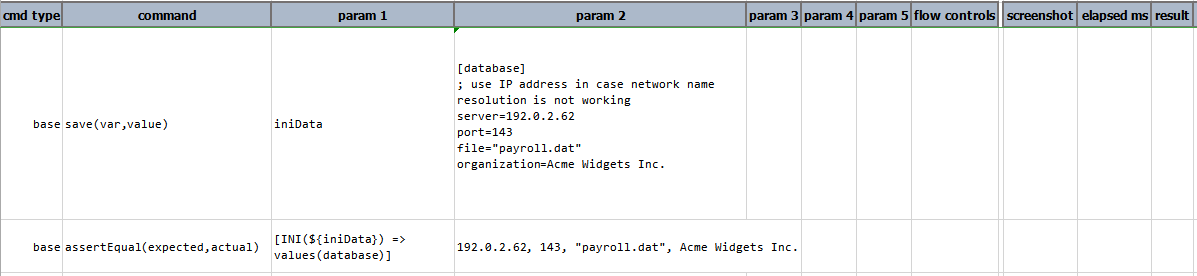 cmd type command param 1 param 2 param 3 param 4 param 5 flow controls screenshot elapsed ms result
[database]
; use IP address in case network name
resolution is not working
base save(var,value) iniData server=192.0.2.62
port=143
file="payroll.dat"
organization=Acme Widgets Inc.
base assertEqual(expected,actual) [INI(${iniData}) =>
values(database)] 192.0.2.62, 143, "payroll.dat", Acme Widgets Inc.